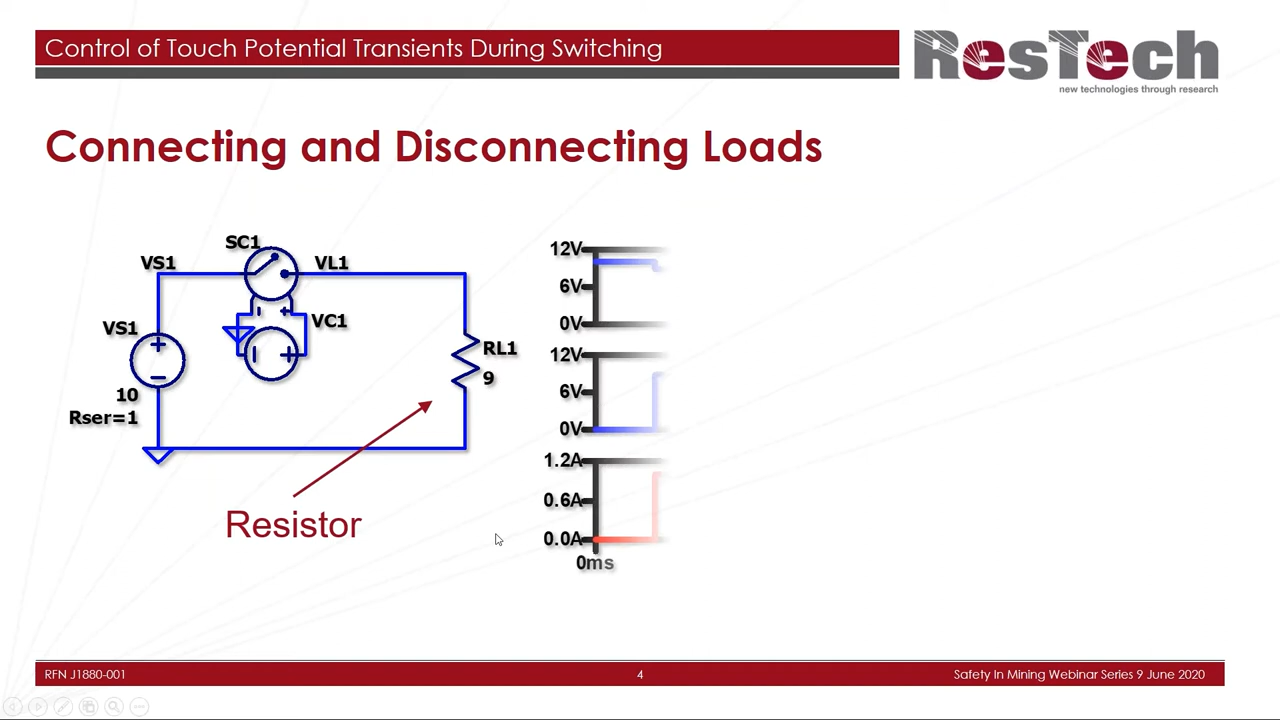 Control of Touch Potential Transients During Switching
ResTech
new technologies through research
Connecting and Disconnecting Loads
SC1
VS1
VL1
VC1
VS1
10
Rser=1
RL1
9
Resistor
12V
6V
0V
12V
6V
0V
1.2A
0.6A
0.0A
0ms
RFN J1880-001
4
Safety In Mining Webinar Series 9 June 2020